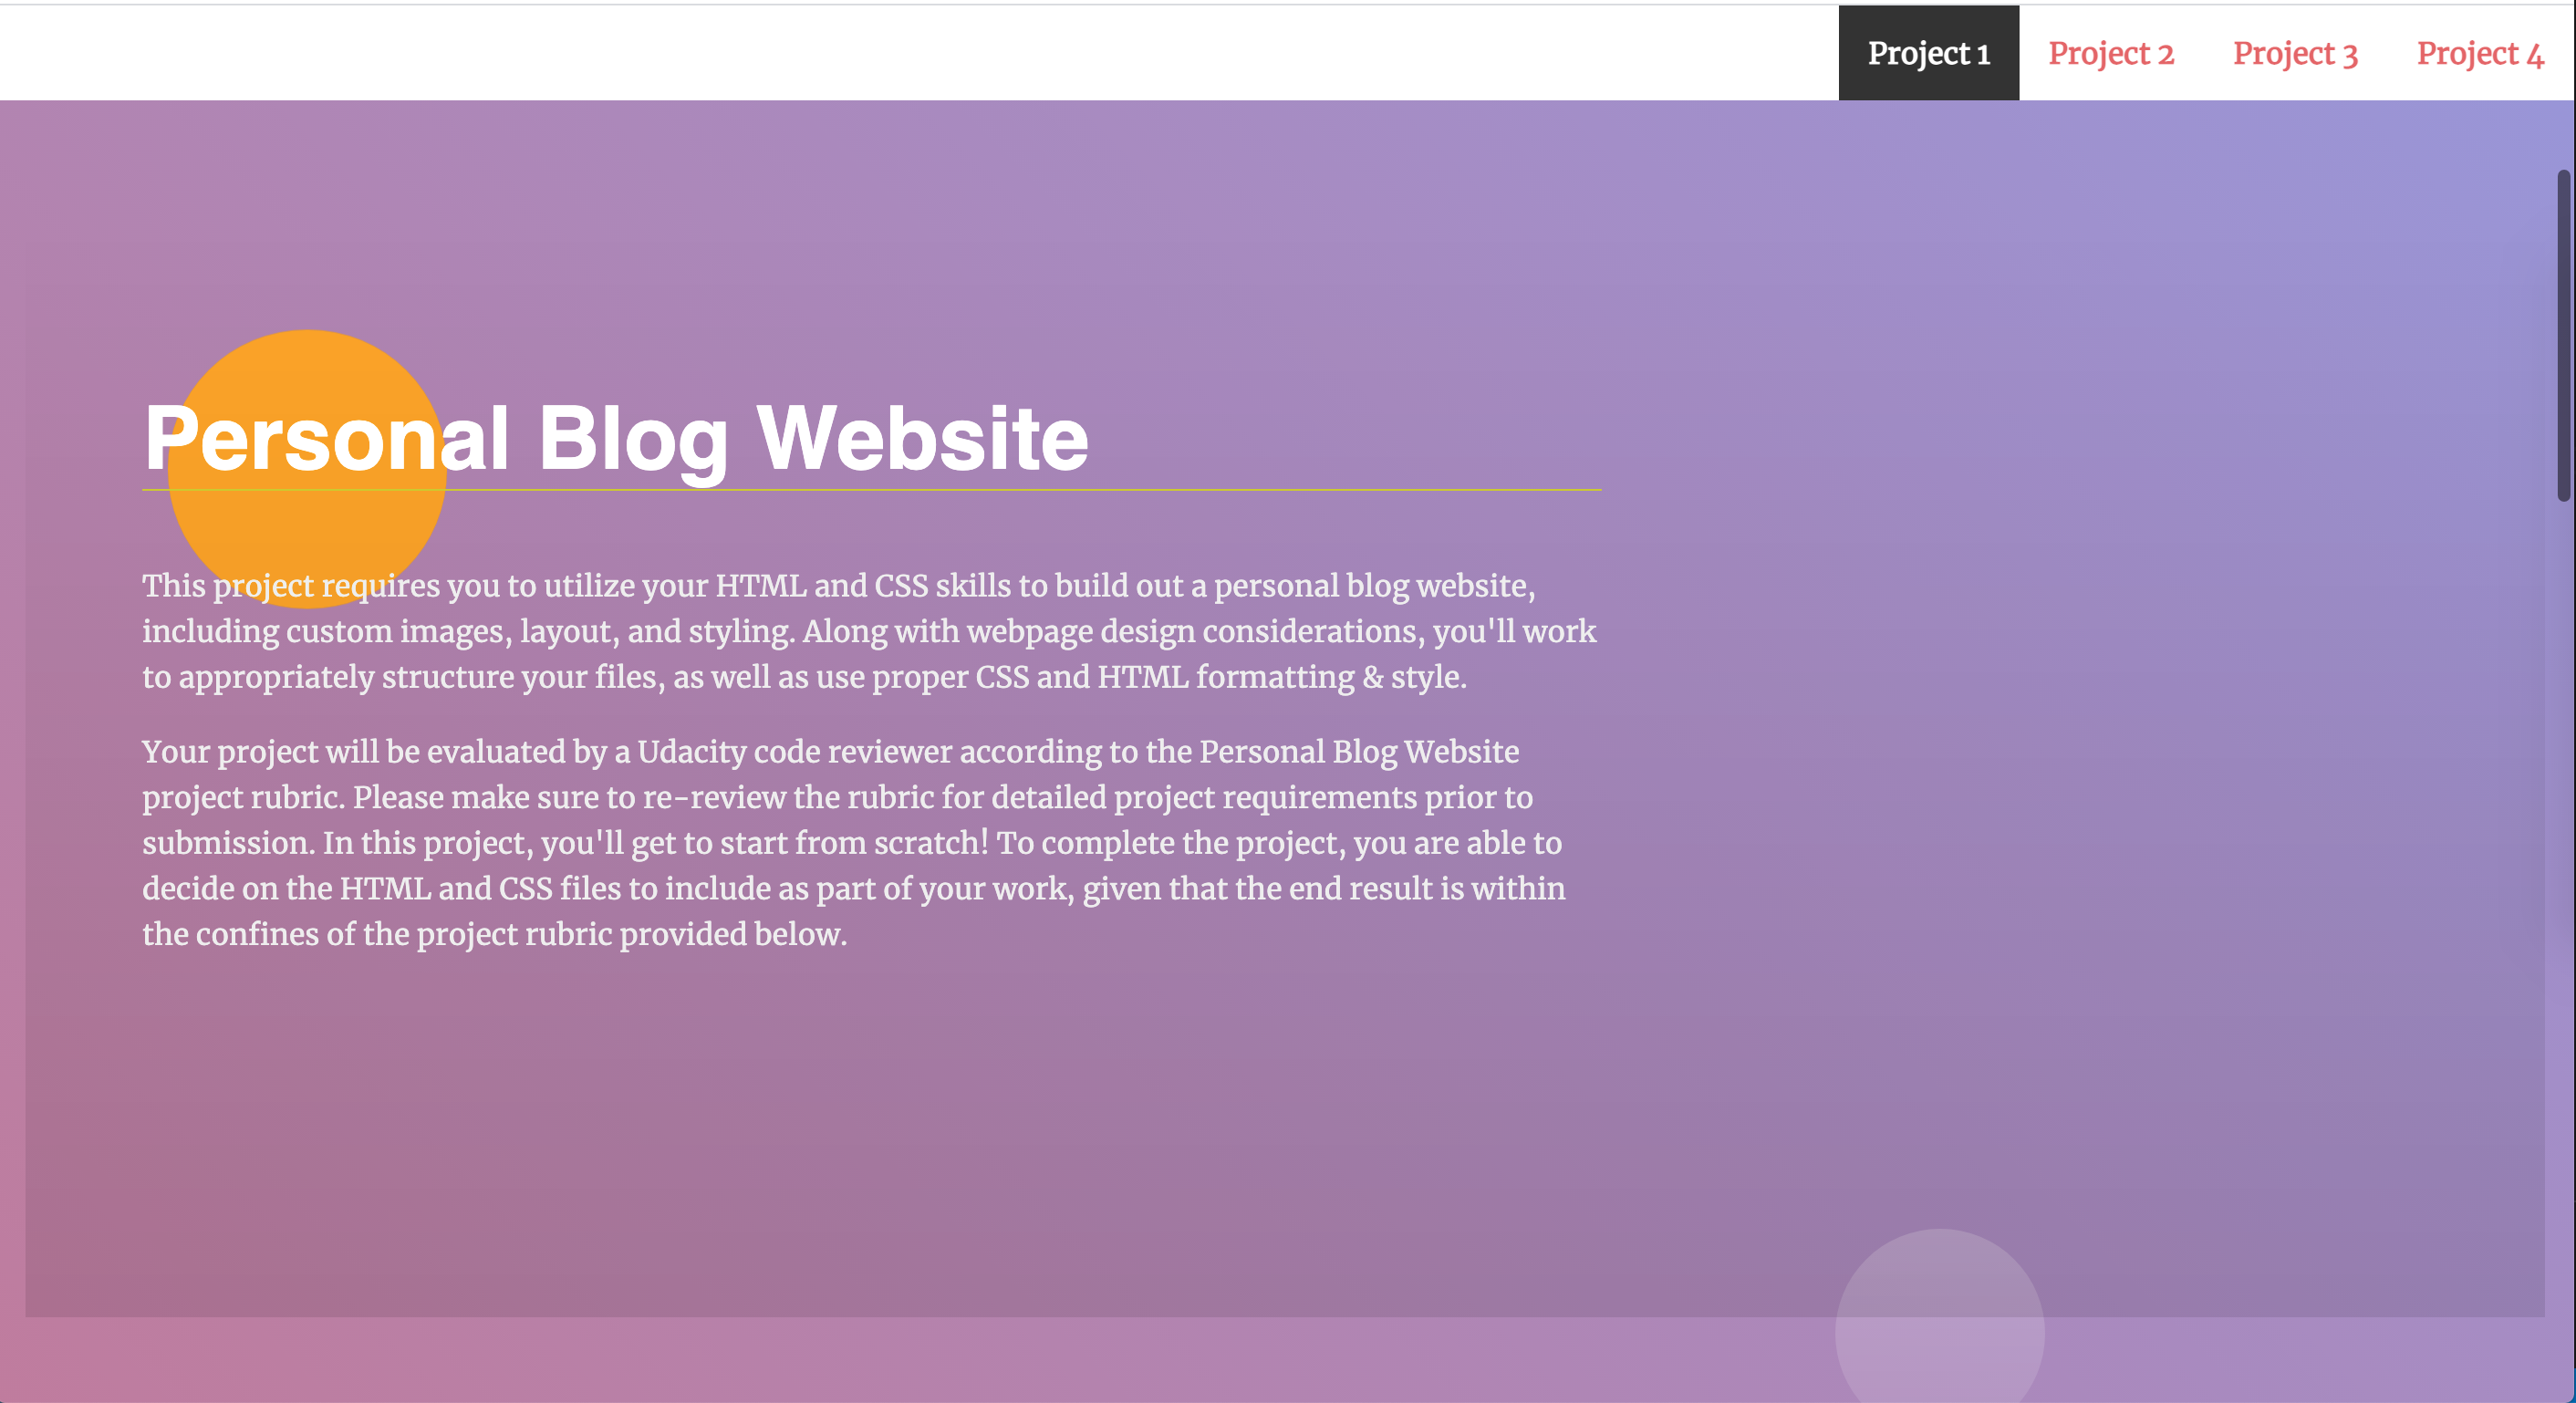 Project 1 Project 2 Project 3 Project 4
Personal Blog Website
This project requires you to utilize your HTML and CSS skills to build out a personal blog website,
including custom images, layout, and styling. Along with webpage design considerations, you'll work
to appropriately structure your files, as well as use proper CSS and HTML formatting & style.
Your project will be evaluated by a Udacity code reviewer according to the Personal Blog Website
project rubric. Please make sure to re-review the rubric for detailed project requirements prior to
submission. In this project, you'll get to start from scratch! To complete the project, you are able to
decide on the HTML and CSS files to include as part of your work, given that the end result is within
the confines of the project rubric provided below.